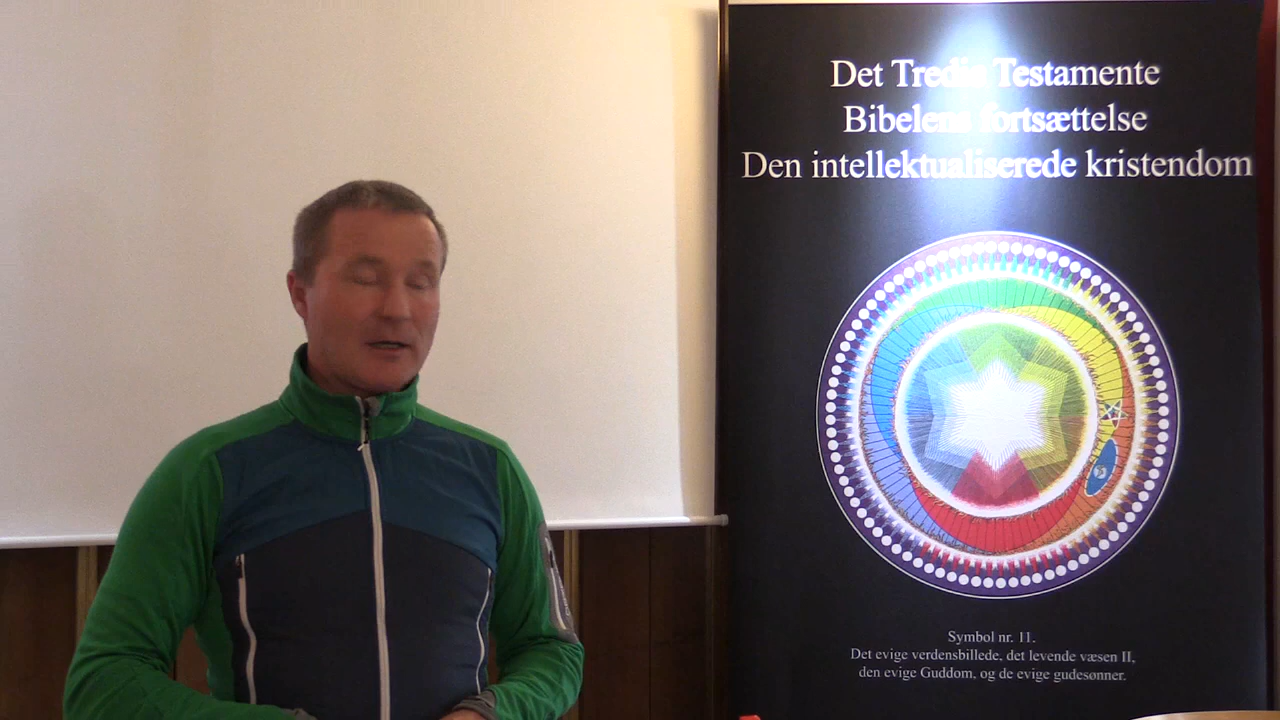 Det Tredie Testamente
Bibelens fortsættelse
Den intellektualiserede kristendom
Symbol nr. 11.
Det evige verdensbillede, det levende væsen II,
den evige Guddom, og de evige gudesønner.